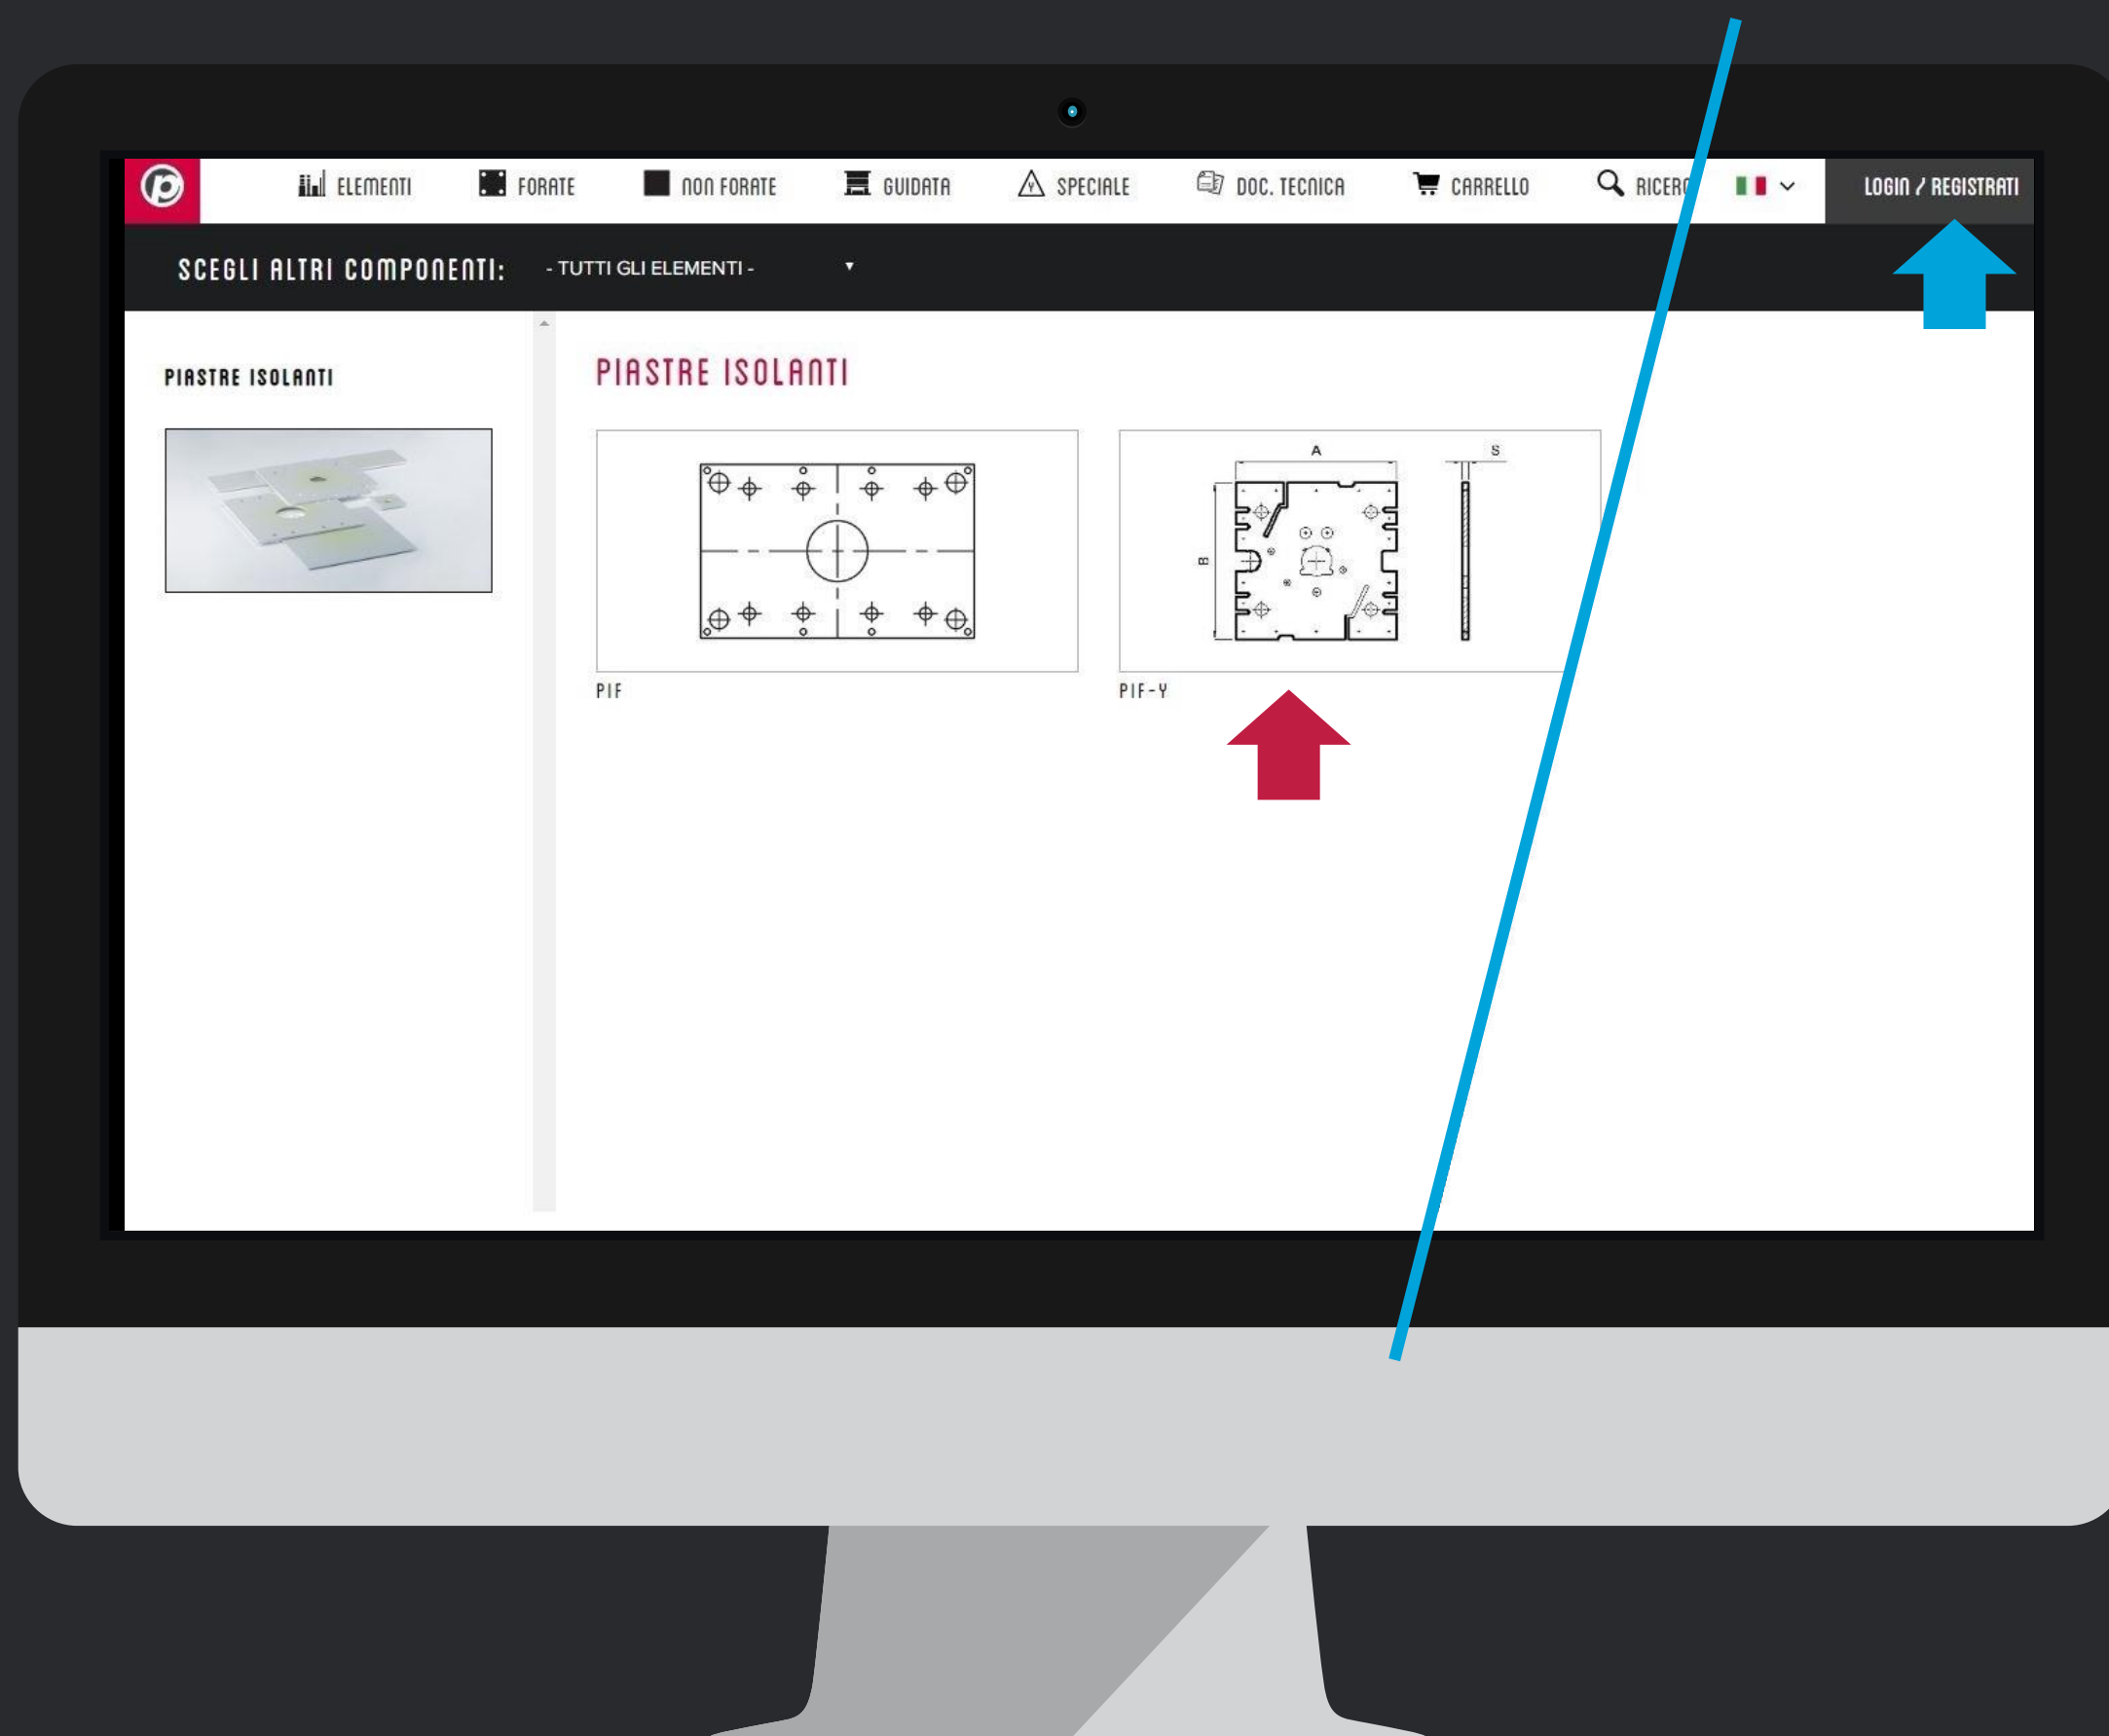 ELEMENTI FORATE NON FORATE GUIDATA SPECIALE DOC. TECNICA CARRELLO LOGIN / REGISTRATI
SCEGLI ALTRI COMPONENTI: - TUTTI GLI ELEMENTI -
PIASTRE ISOLANTI
PIASTRE ISOLANTI
A
S
B
PIF
PIF-Y